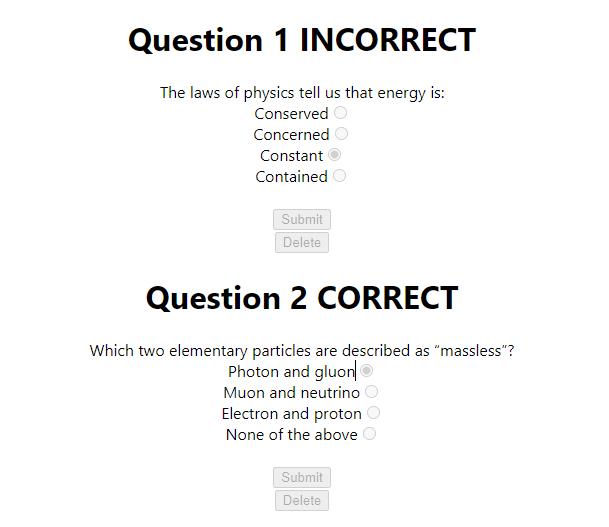 Question 1 INCORRECT
The laws of physics tell us that energy is:
Conserved
Concerned
Constant
Contained
Submit
Delete
Question 2 CORRECT
Which two elementary particles are described as “massless”?
Photon and gluon
Muon and neutrino
Electron and proton
None of the above
Submit
Delete